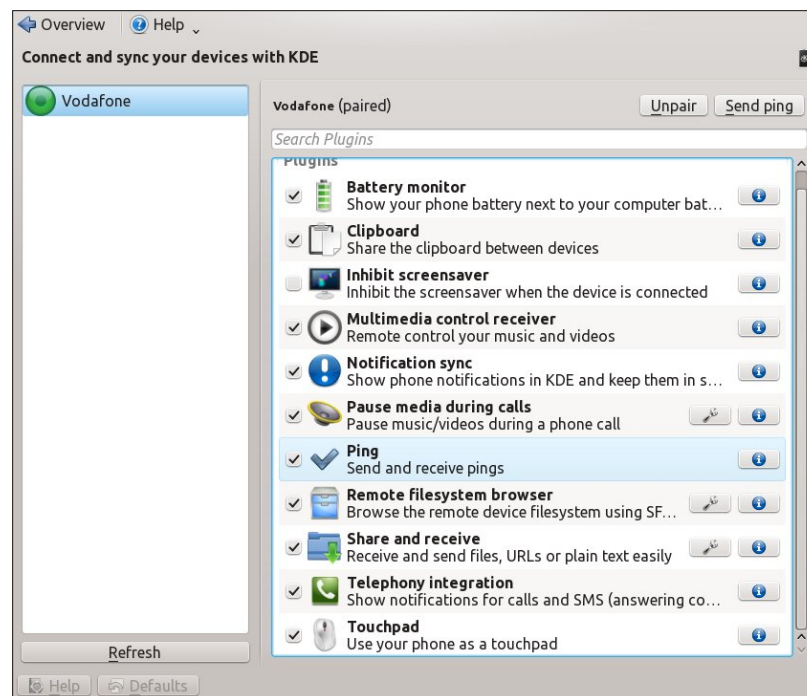 Overview Help
Connect and sync your devices with KDE
Vodafone
Vodafone (paired) Unpair Send ping
Search Plugins
Plugins
Battery monitor
Show your phone battery next to your computer bat...
Clipboard
Share the clipboard between devices
Inhibit screensaver
Inhibit the screensaver when the device is connected
Multimedia control receiver
Remote control your music and videos
Notification sync
Show phone notifications in KDE and keep them in s...
Pause media during calls
Pause music/videos during a phone call
Ping
Send and receive pings
Remote filesystem browser
Browse the remote device filesystem using SF...
Share and receive
Receive and send files, URLs or plain text easily
Telephony integration
Show notifications for calls and SMS (answering co...
Touchpad
Use your phone as a touchpad
Refresh
Help Defaults